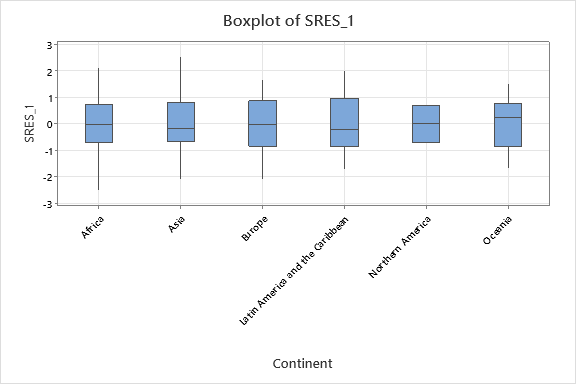 Boxplot of SRES_1
3
2
1
0
-1
-2
-3
SRES_1
Africa
Asia
Europe
Latin America and the Caribbean
Northern America
Oceania
Continent